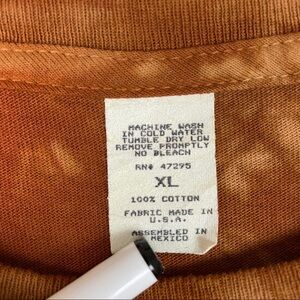 MACHINE WASH
IN COLD WATER
TUMBLE DRY LOW
REMOVE PROMPTLY
NO BLEACH
RN# 47295
XL
100% COTTON
FABRIC MADE IN
U.S.A.
ASSEMBLED IN
MEXICO